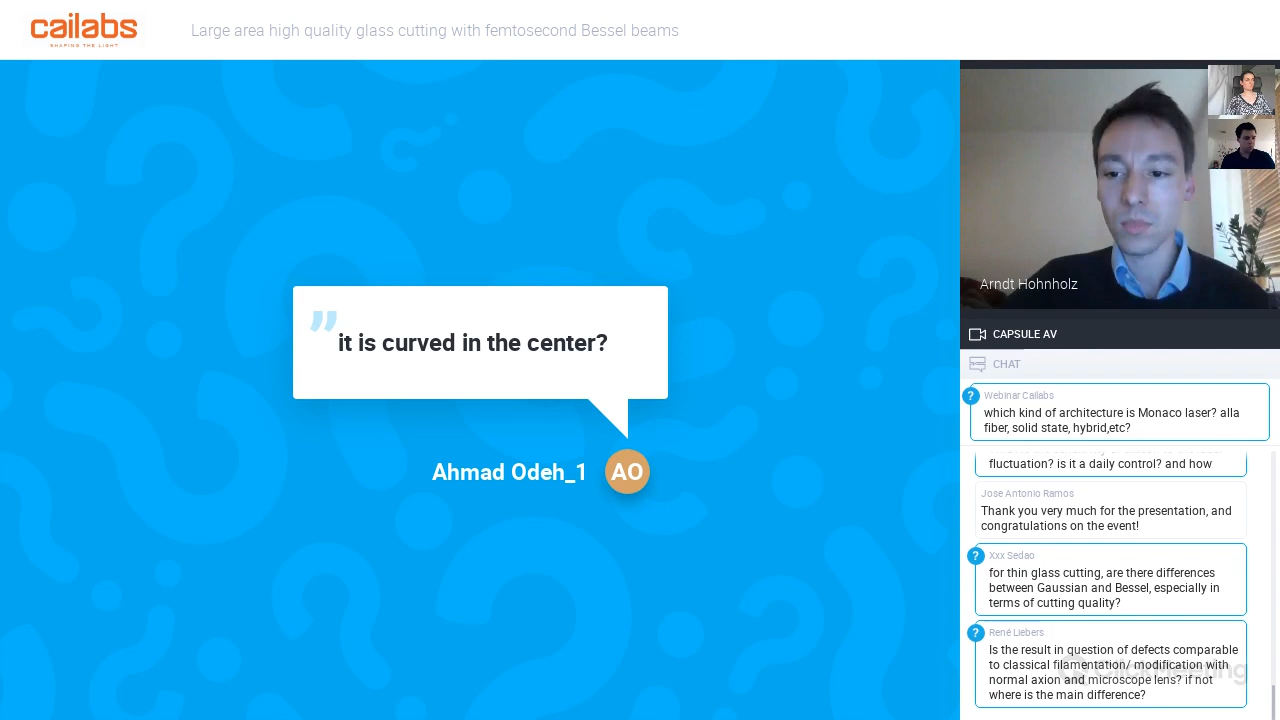 cailabs
SHAPING THE LIGHT
Large area high quality glass cutting with femtosecond Bessel beams
it is curved in the center?
Ahmad Odeh_1
AO
Arndt Hohnholz
CAPSULE AV
CHAT
?
Webinar Cailabs
which kind of architecture is Monaco laser? alla
fiber, solid state, hybrid,etc?
fluctuation? is it a daily control? and how
Jose Antonio Ramos
Thank you very much for the presentation, and
congratulations on the event!
?
Xxx Sedao
for thin glass cutting, are there differences
between Gaussian and Bessel, especially in
terms of cutting quality?
?
René Liebers
Is the result in question of defects comparable
to classical filamentation/ modification with
normal axion and microscope lens? if not
where is the main difference?
ClickMeeting